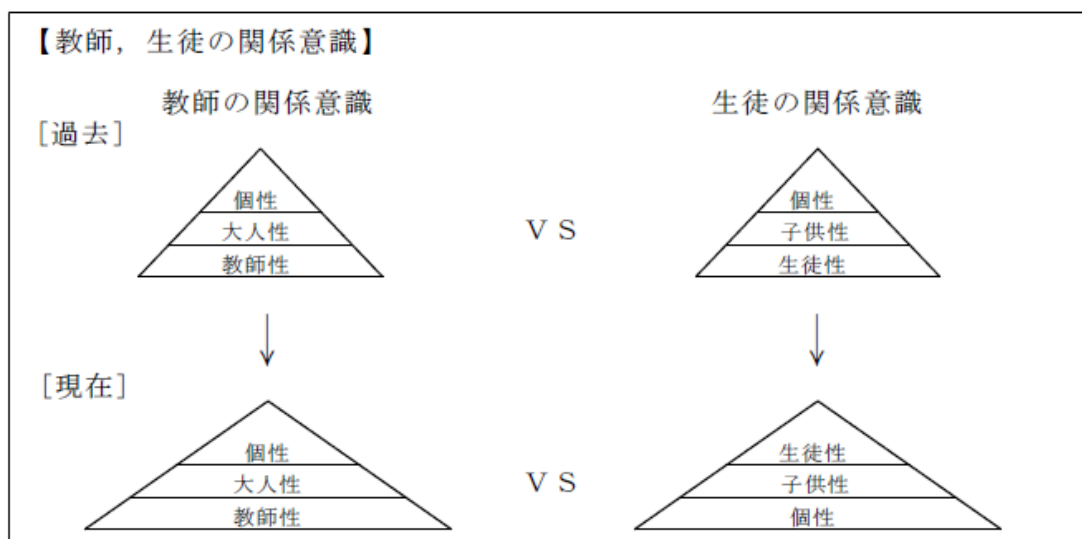 【教師，生徒の関係意識】
教師の関係意識
生徒の関係意識
［過去］
個性
大人性
教師性
ＶＳ
個性
子供性
生徒性
［現在］
個性
大人性
教師性
ＶＳ
生徒性
子供性
個性